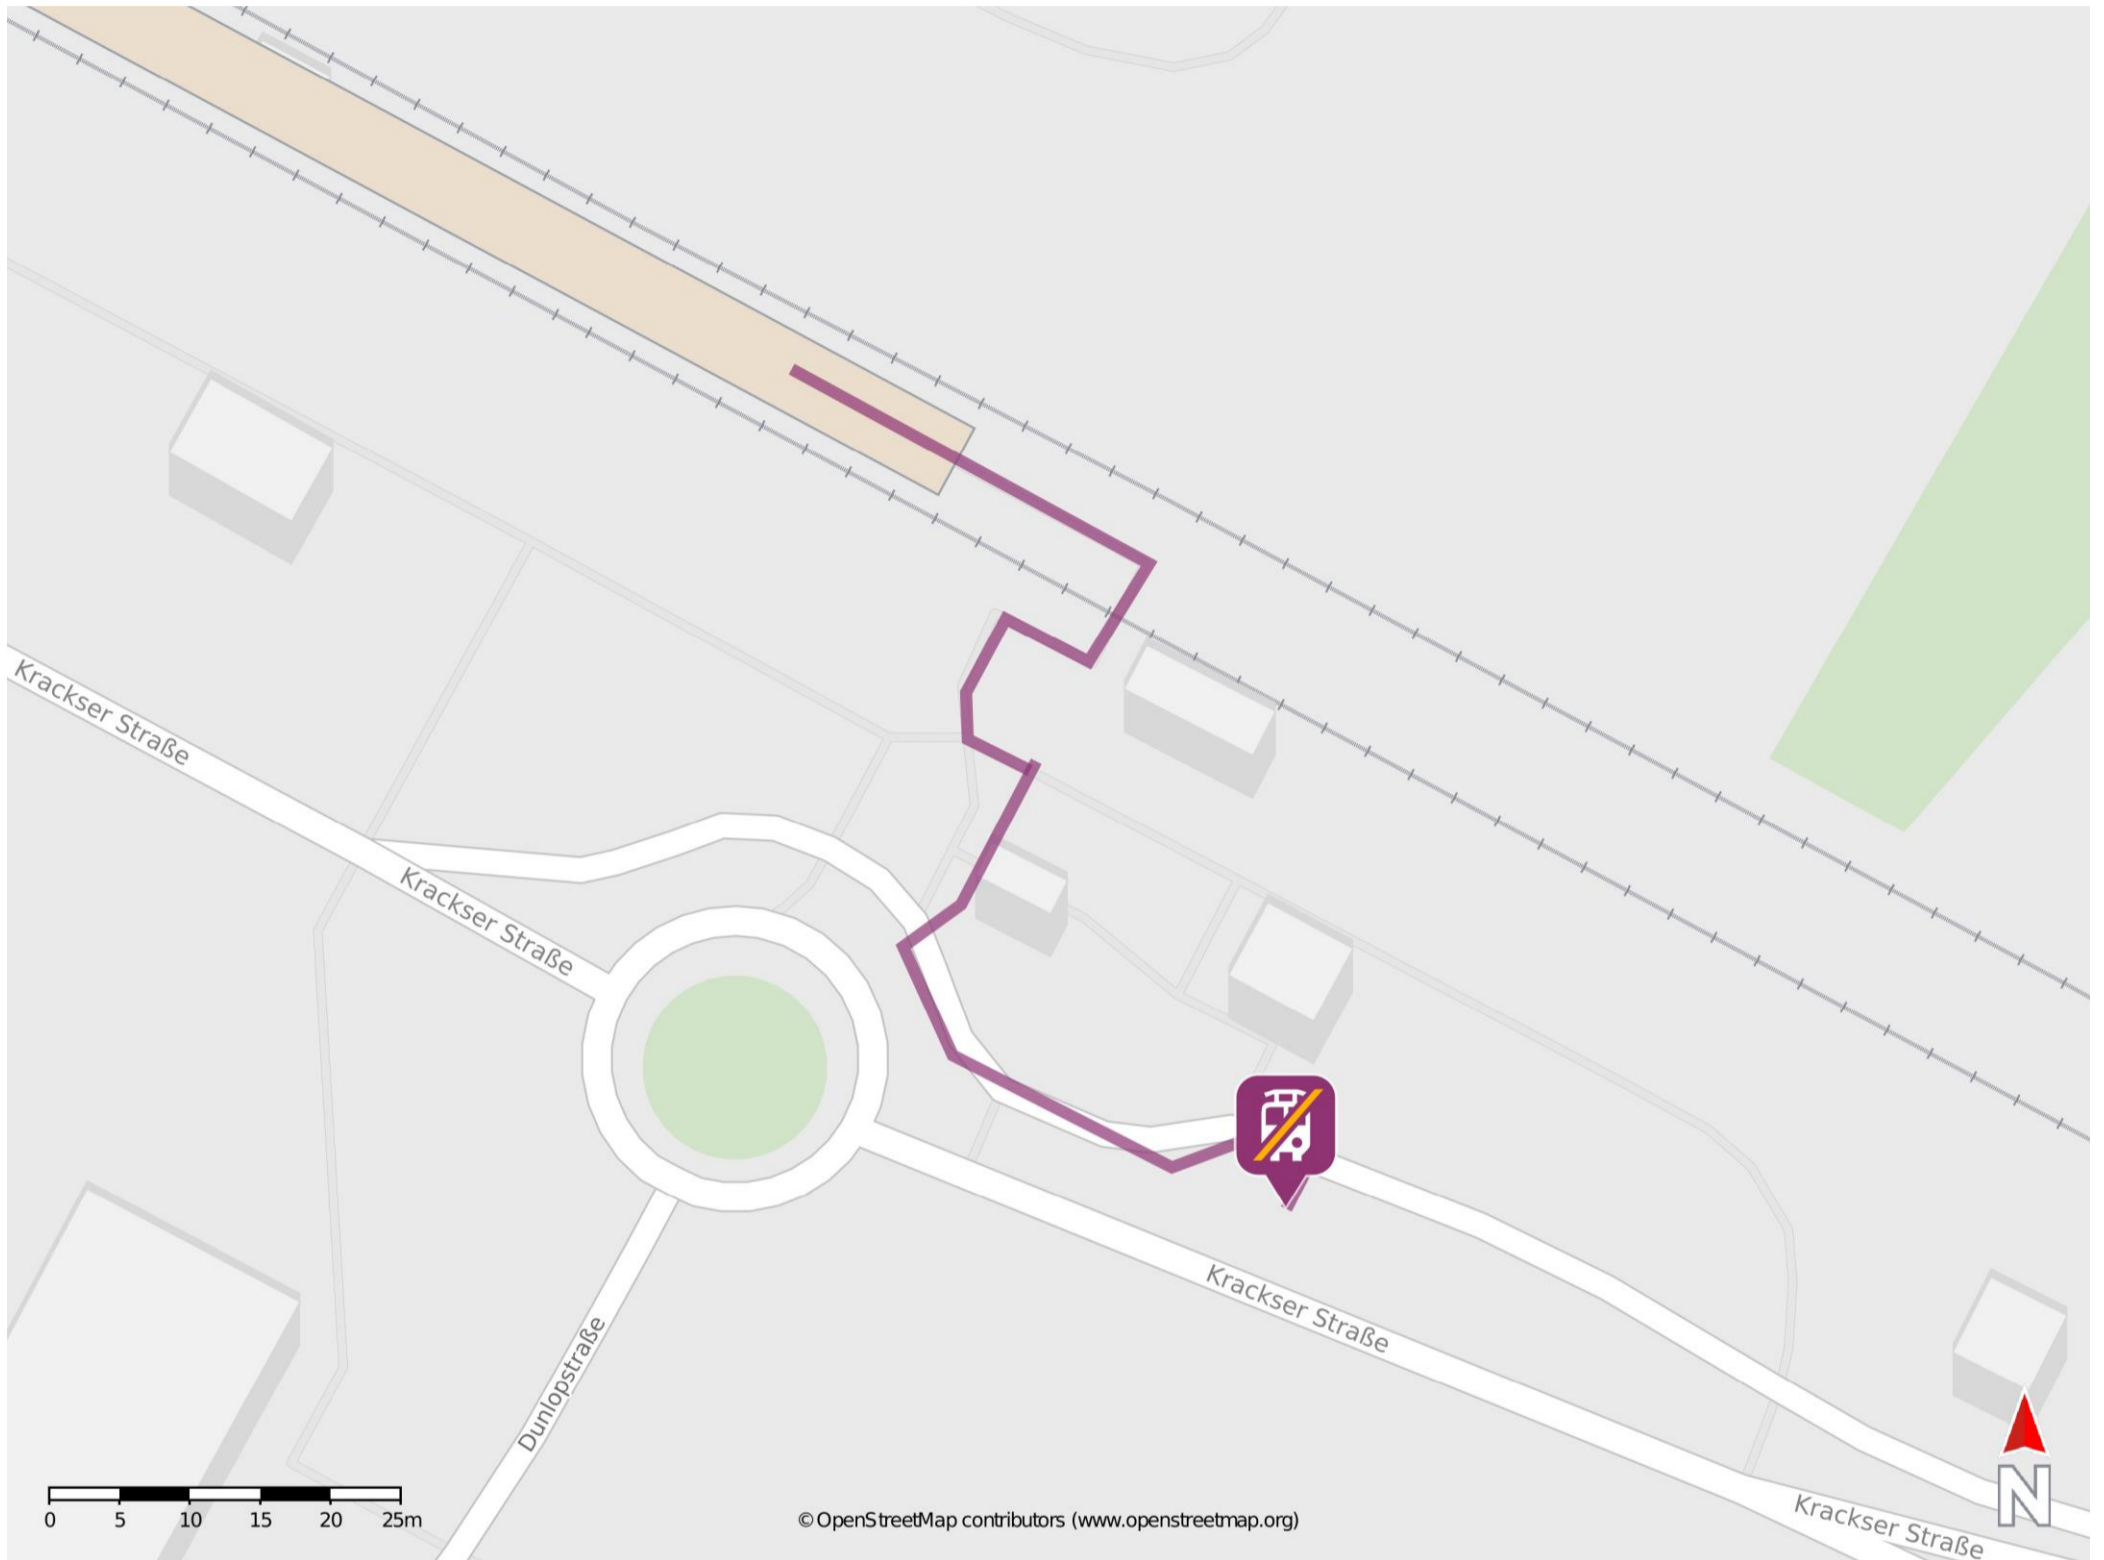 Krackser Straße
Krackser Straße
Krackser Straße
Dunlopstraße
Krackser Straße
N
0 5 10 15 20 25m
© OpenStreetMap contributors (www.openstreetmap.org)